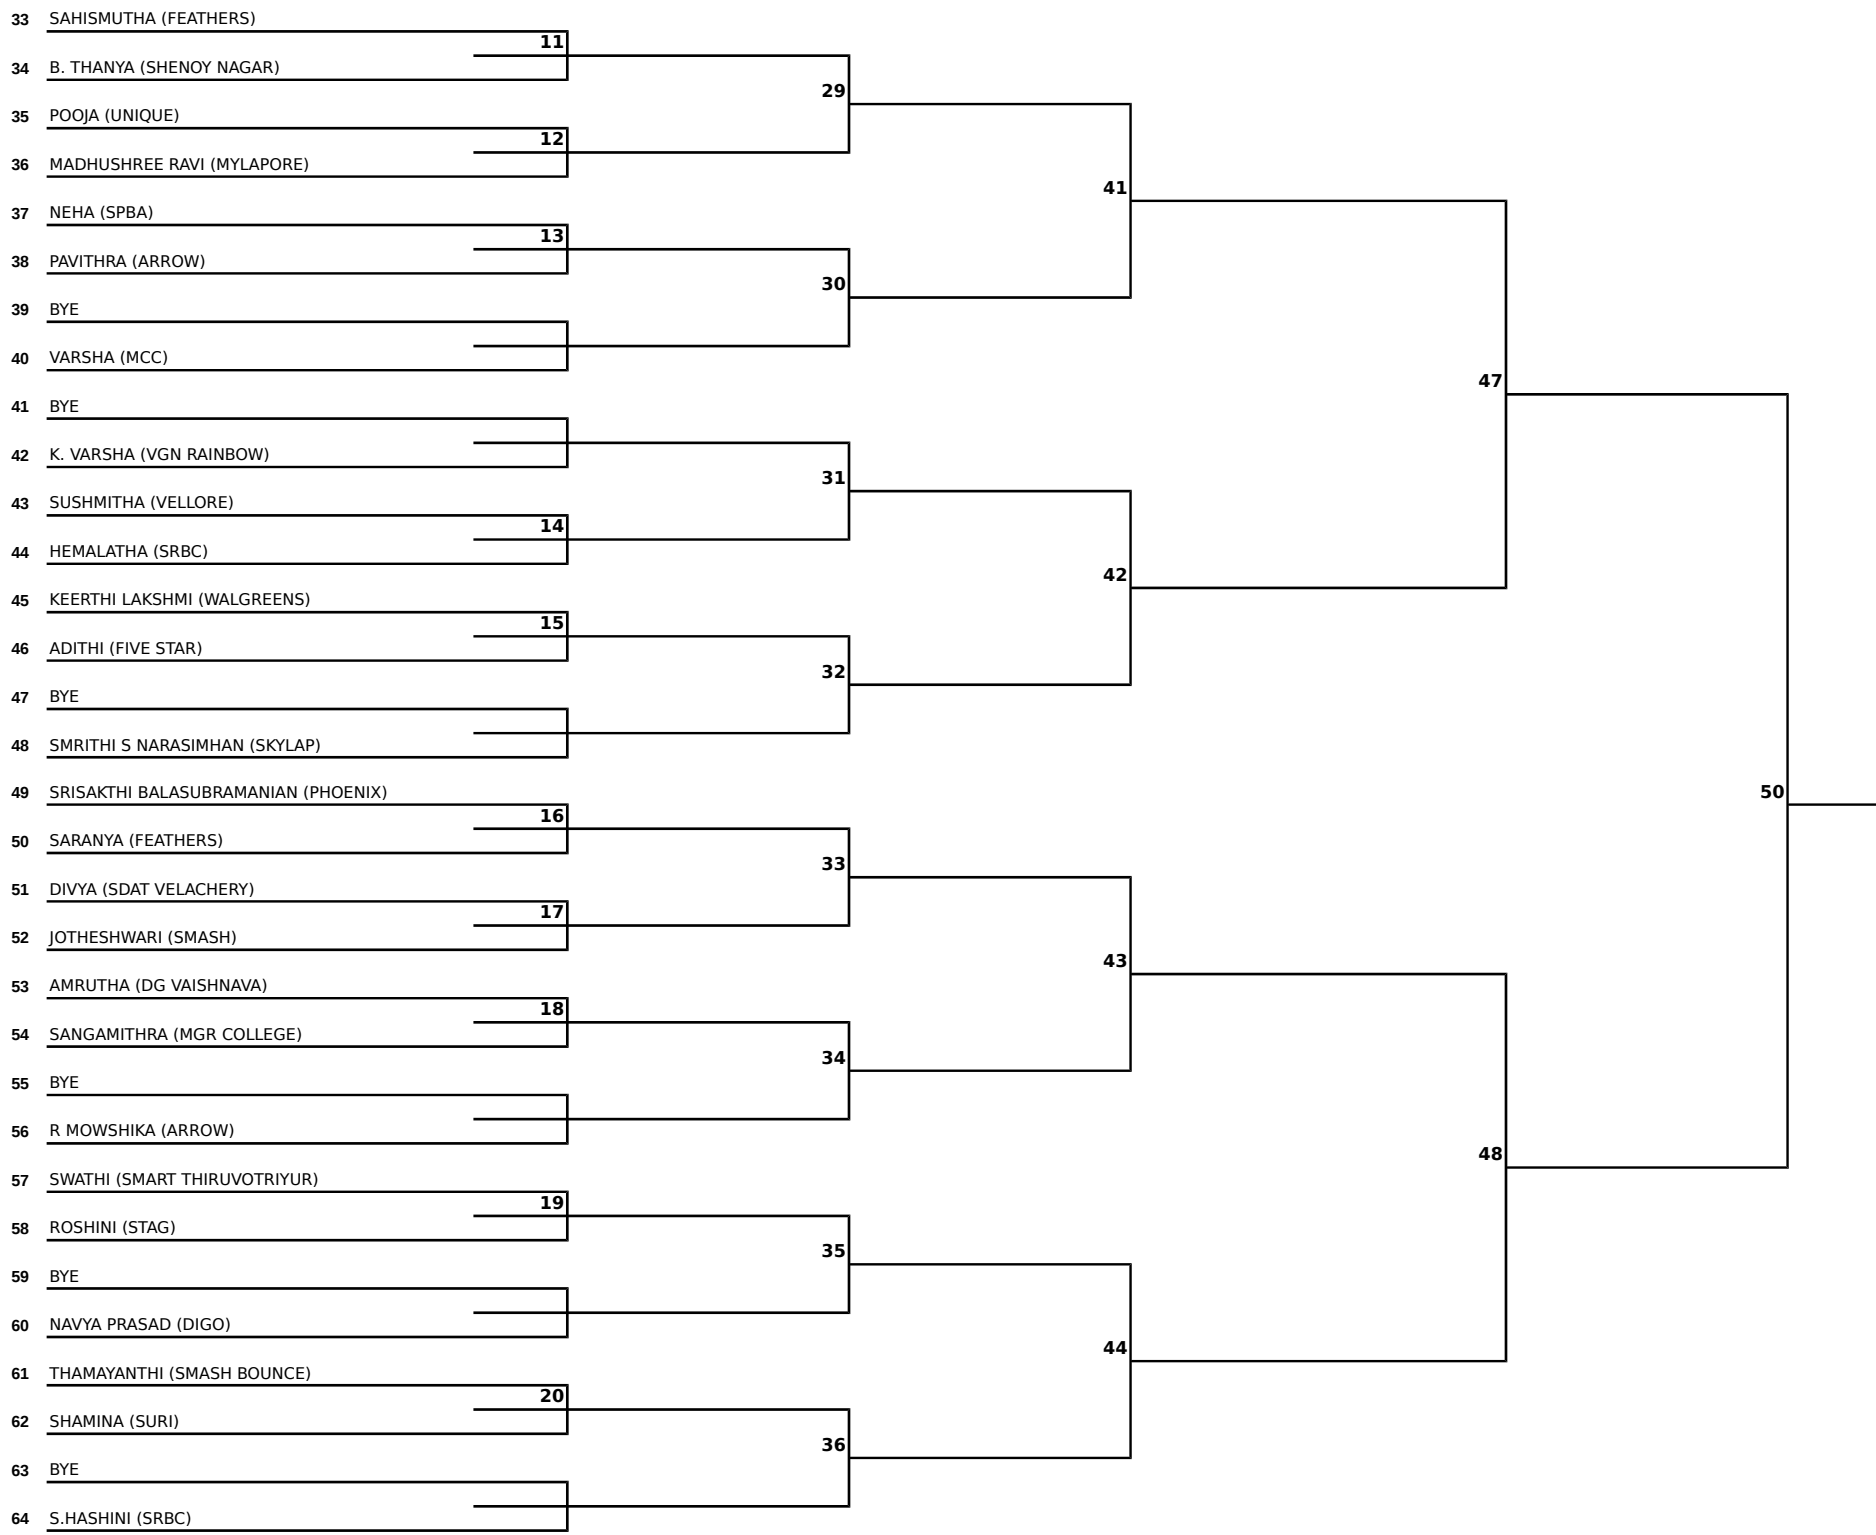 33 SAHISMUTHA (FEATHERS)
11
34 B. THANYA (SHENOY NAGAR)
29
35 POOJA (UNIQUE)
12
36 MADHUSHREE RAVI (MYLAPORE)
41
37 NEHA (SPBA)
13
38 PAVITHRA (ARROW)
30
39 BYE
40 VARSHA (MCC)
47
41 BYE
42 K. VARSHA (VGN RAINBOW)
31
43 SUSHMITHA (VELLORE)
14
44 HEMALATHA (SRBC)
42
45 KEERTHI LAKSHMI (WALGREENS)
15
46 ADITHI (FIVE STAR)
32
47 BYE
48 SMRITHI S NARASIMHAN (SKYLAP)
49 SRISAKTHI BALASUBRAMANIAN (PHOENIX)
50
16
50 SARANYA (FEATHERS)
33
51 DIVYA (SDAT VELACHERY)
17
52 JOTHESHWARI (SMASH)
43
53 AMRUTHA (DG VAISHNAVA)
18
54 SANGAMITHRA (MGR COLLEGE)
34
55 BYE
56 R MOWSHIKA (ARROW)
48
57 SWATHI (SMART THIRUVOTRIYUR)
19
58 ROSHINI (STAG)
35
59 BYE
60 NAVYA PRASAD (DIGO)
44
61 THAMAYANTHI (SMASH BOUNCE)
20
62 SHAMINA (SURI)
36
63 BYE
64 S.HASHINI (SRBC)